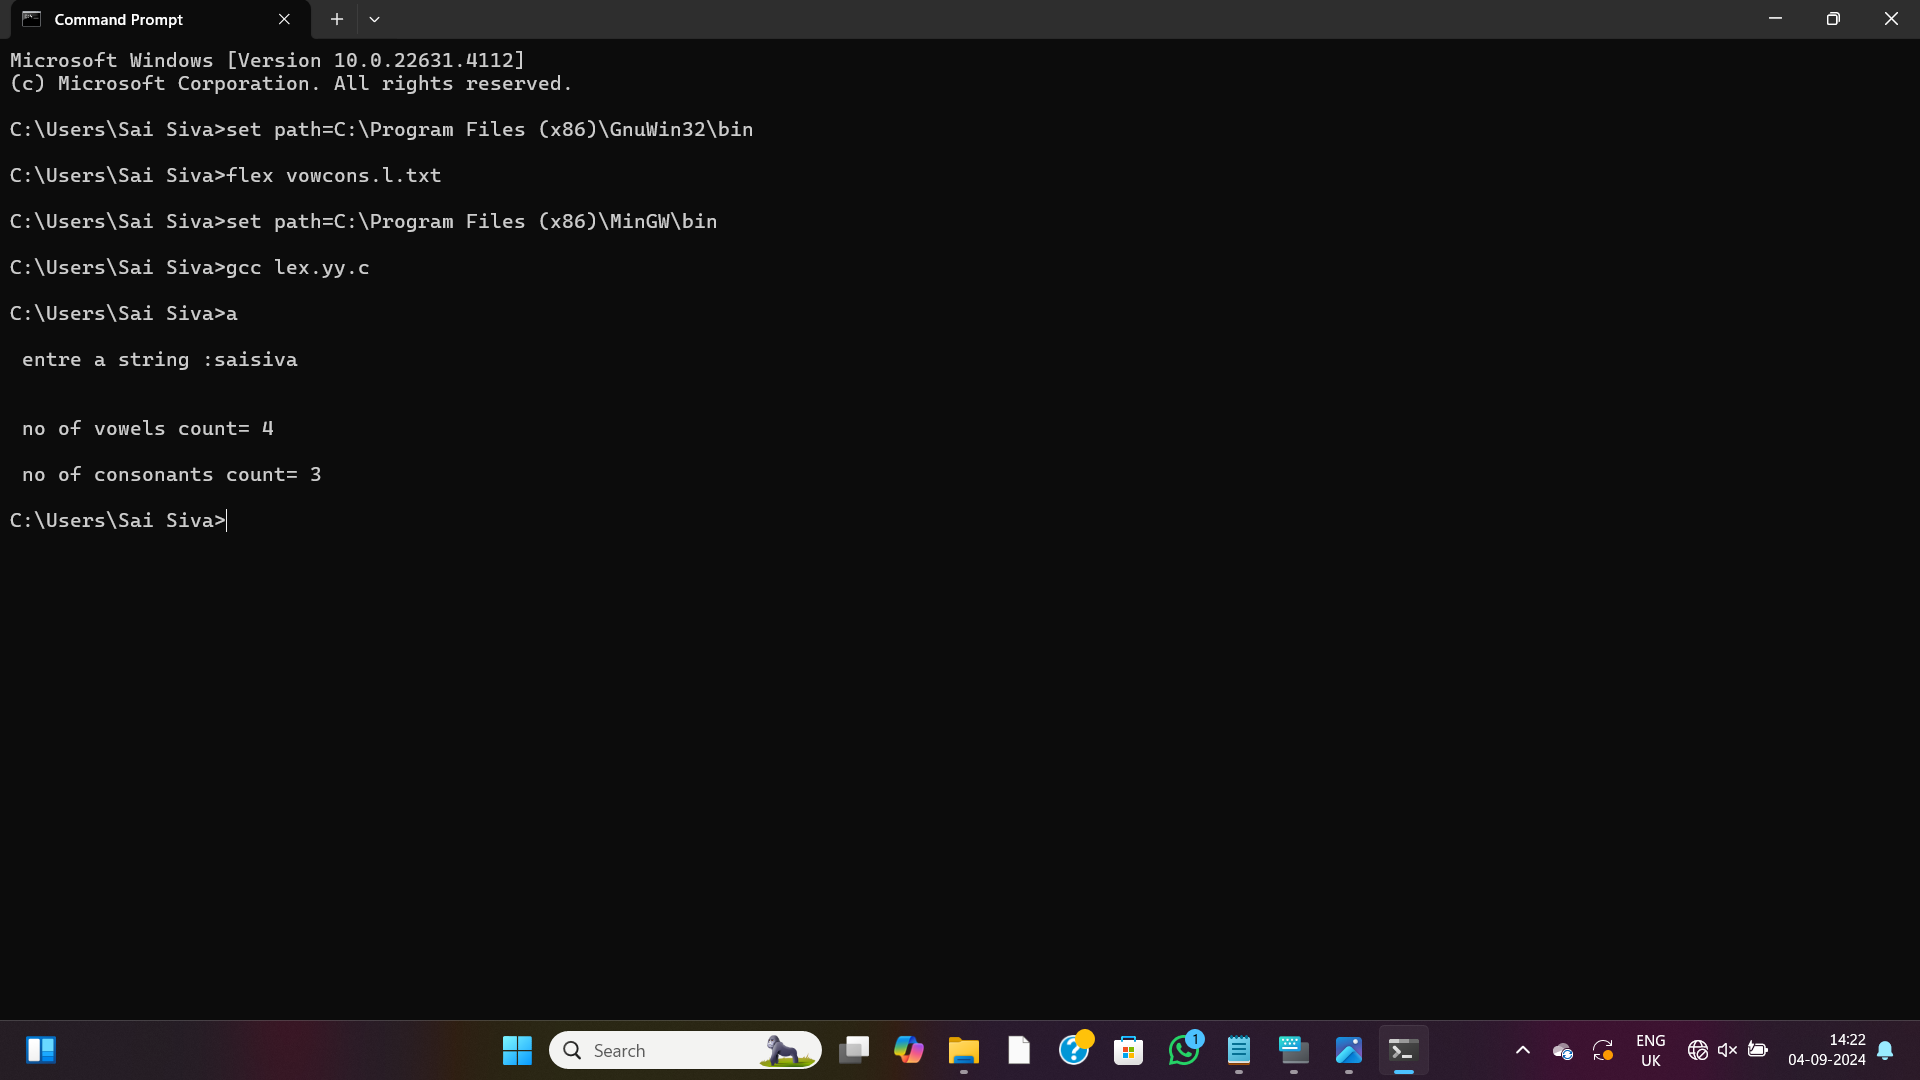 Command Prompt
Microsoft Windows [Version 10.0.22631.4112]
(c) Microsoft Corporation. All rights reserved.
C:\Users\Sai Siva>set path=C:\Program Files (x86)\GnuWin32\bin
C:\Users\Sai Siva>flex vowcons.l.txt
C:\Users\Sai Siva>set path=C:\Program Files (x86)\MinGW\bin
C:\Users\Sai Siva>gcc lex.yy.c
C:\Users\Sai Siva>a
entre a string :saisiva
no of vowels count= 4
no of consonants count= 3
C:\Users\Sai Siva>
Search
1
ENG
UK
14:22
04-09-2024